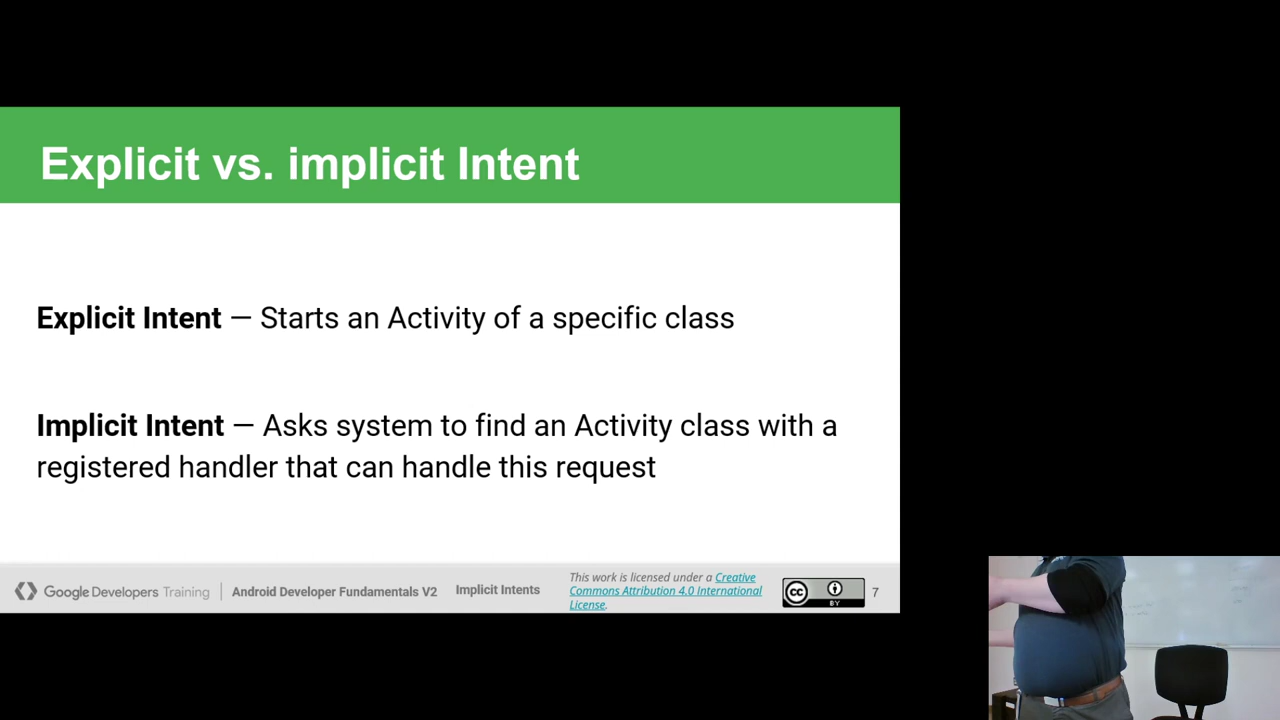 Explicit vs. implicit Intent
Explicit Intent — Starts an Activity of a specific class
Implicit Intent — Asks system to find an Activity class with a
registered handler that can handle this request
Google Developers Training
Android Developer Fundamentals V2
Implicit Intents
This work is licensed under a Creative
Commons Attribution 4.0 International
License.
cc
BY
7